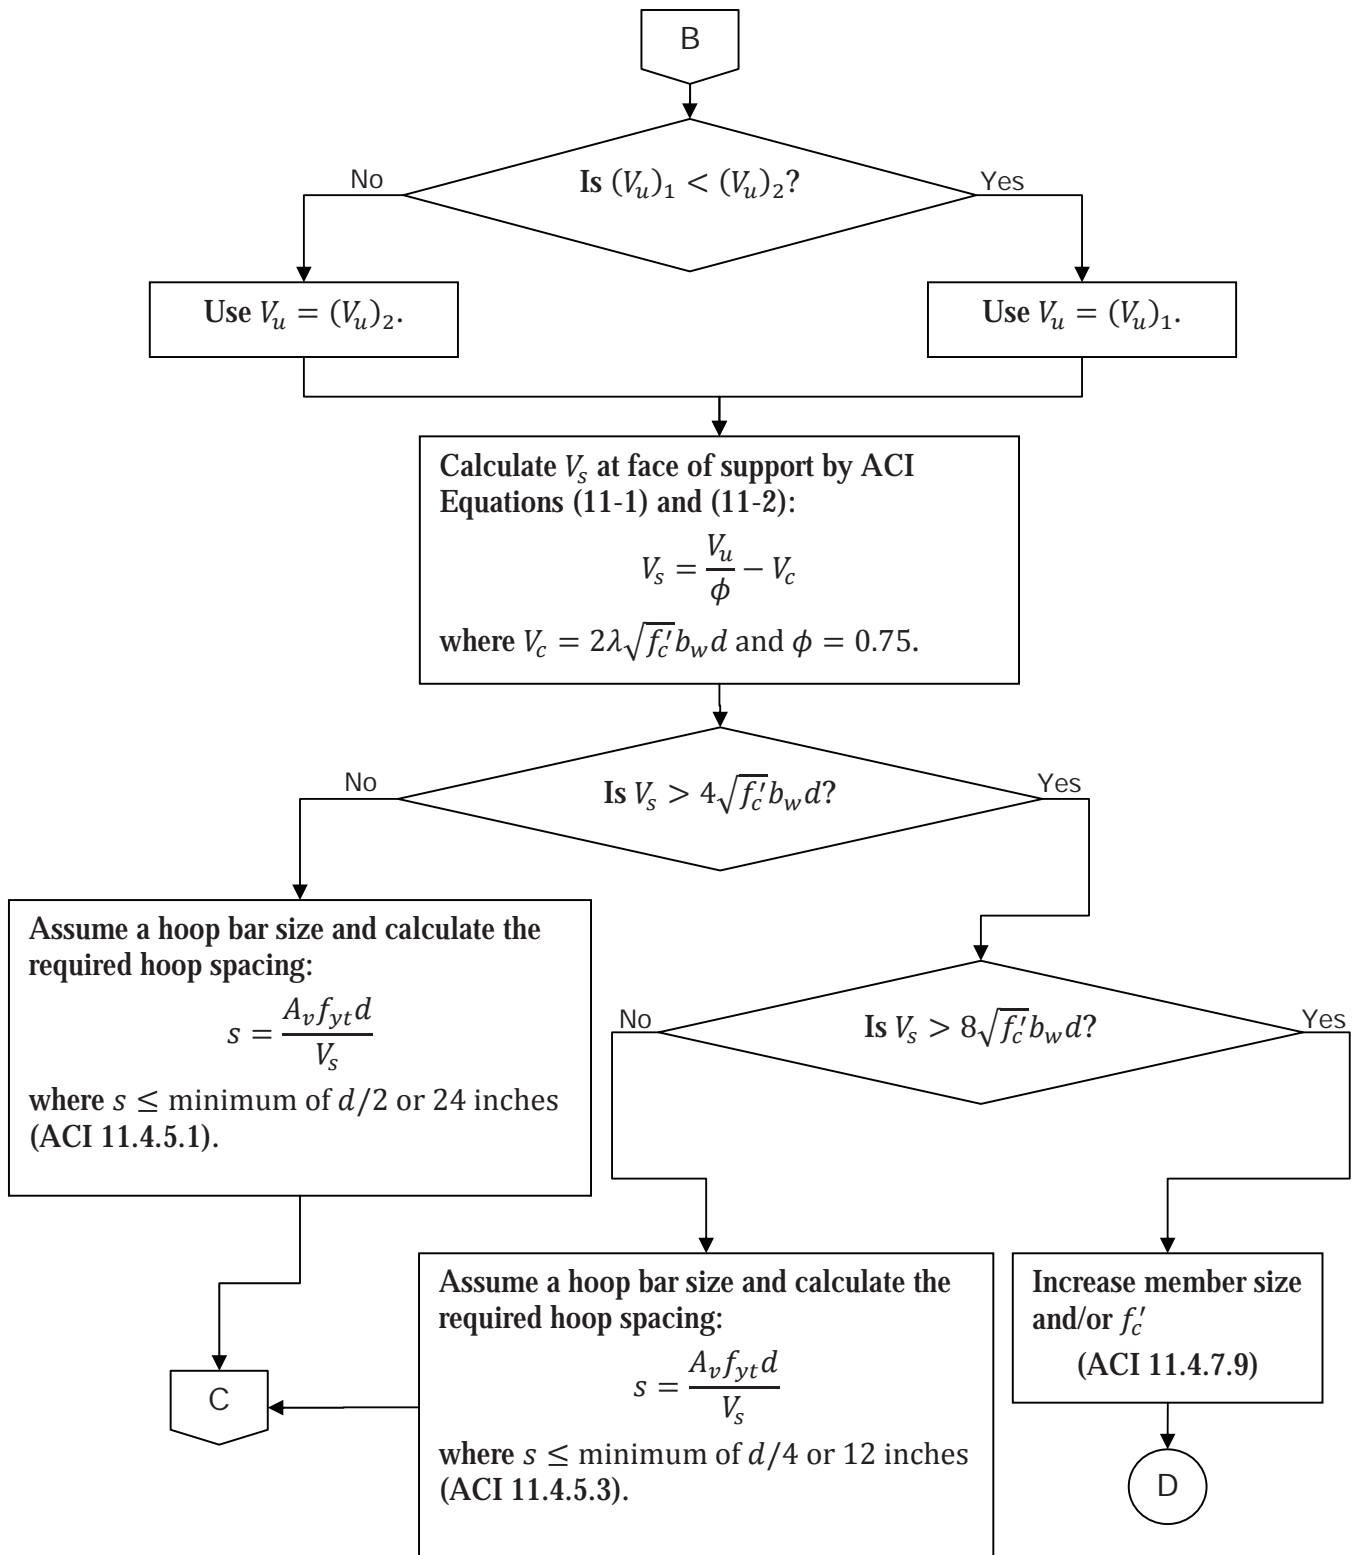 B
Is (V_u)_1 < (V_u)_2?
No
Yes
Use V_u = (V_u)_2.
Use V_u = (V_u)_1.
Calculate V_s at face of support by ACI
Equations (11-1) and (11-2):
V_s = V_u/ϕ − V_c
where V_c = 2λ√f_c′ b_w d and ϕ = 0.75.
Is V_s > 4√f_c′ b_w d?
No
Yes
Assume a hoop bar size and calculate the
required hoop spacing:
s = A_v f_yt d / V_s
where s ≤ minimum of d/2 or 24 inches
(ACI 11.4.5.1).
Is V_s > 8√f_c′ b_w d?
No
Yes
Assume a hoop bar size and calculate the
required hoop spacing:
s = A_v f_yt d / V_s
where s ≤ minimum of d/4 or 12 inches
(ACI 11.4.5.3).
Increase member size
and/or f_c′
(ACI 11.4.7.9)
C
D